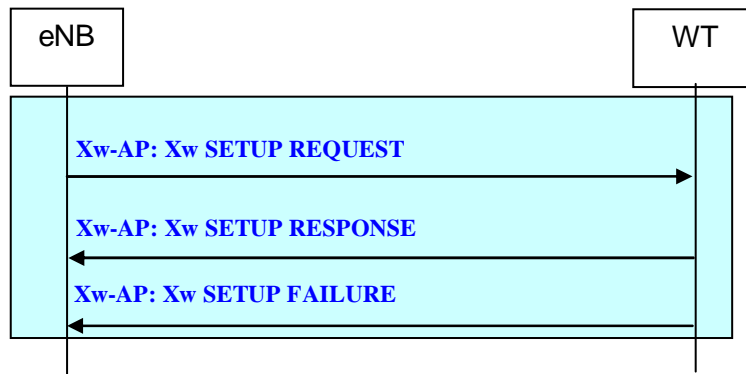 eNB
WT
Xw-AP: Xw SETUP REQUEST
Xw-AP: Xw SETUP RESPONSE
Xw-AP: Xw SETUP FAILURE